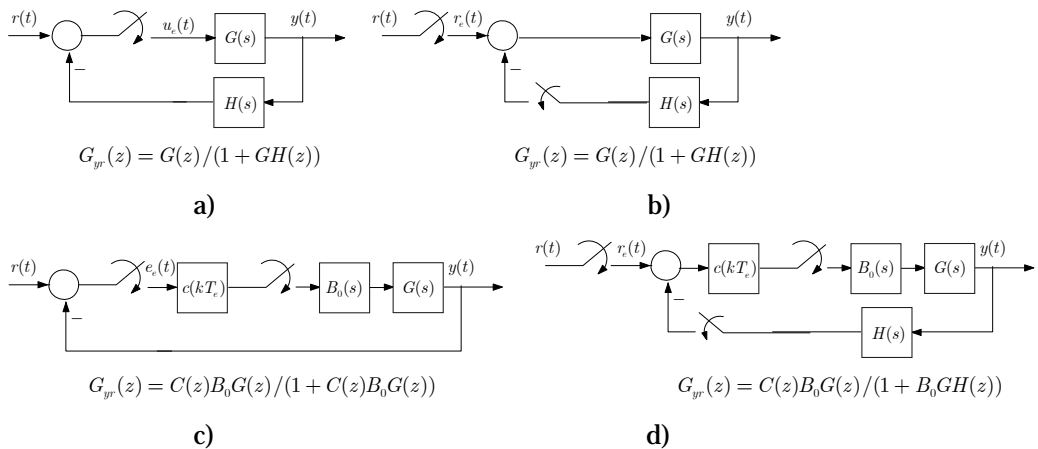 r(t) u_e(t) y(t)
G(s)
−
H(s)
G_yr(z) = G(z)/(1 + GH(z))
a)
r(t) r_e(t) y(t)
G(s)
−
H(s)
G_yr(z) = G(z)/(1 + GH(z))
b)
r(t) e_e(t) y(t)
c(kT_e) B_0(s) G(s)
−
G_yr(z) = C(z)B_0G(z)/(1 + C(z)B_0G(z))
c)
r(t) r_e(t) y(t)
c(kT_e) B_0(s) G(s)
−
H(s)
G_yr(z) = C(z)B_0G(z)/(1 + B_0GH(z))
d)